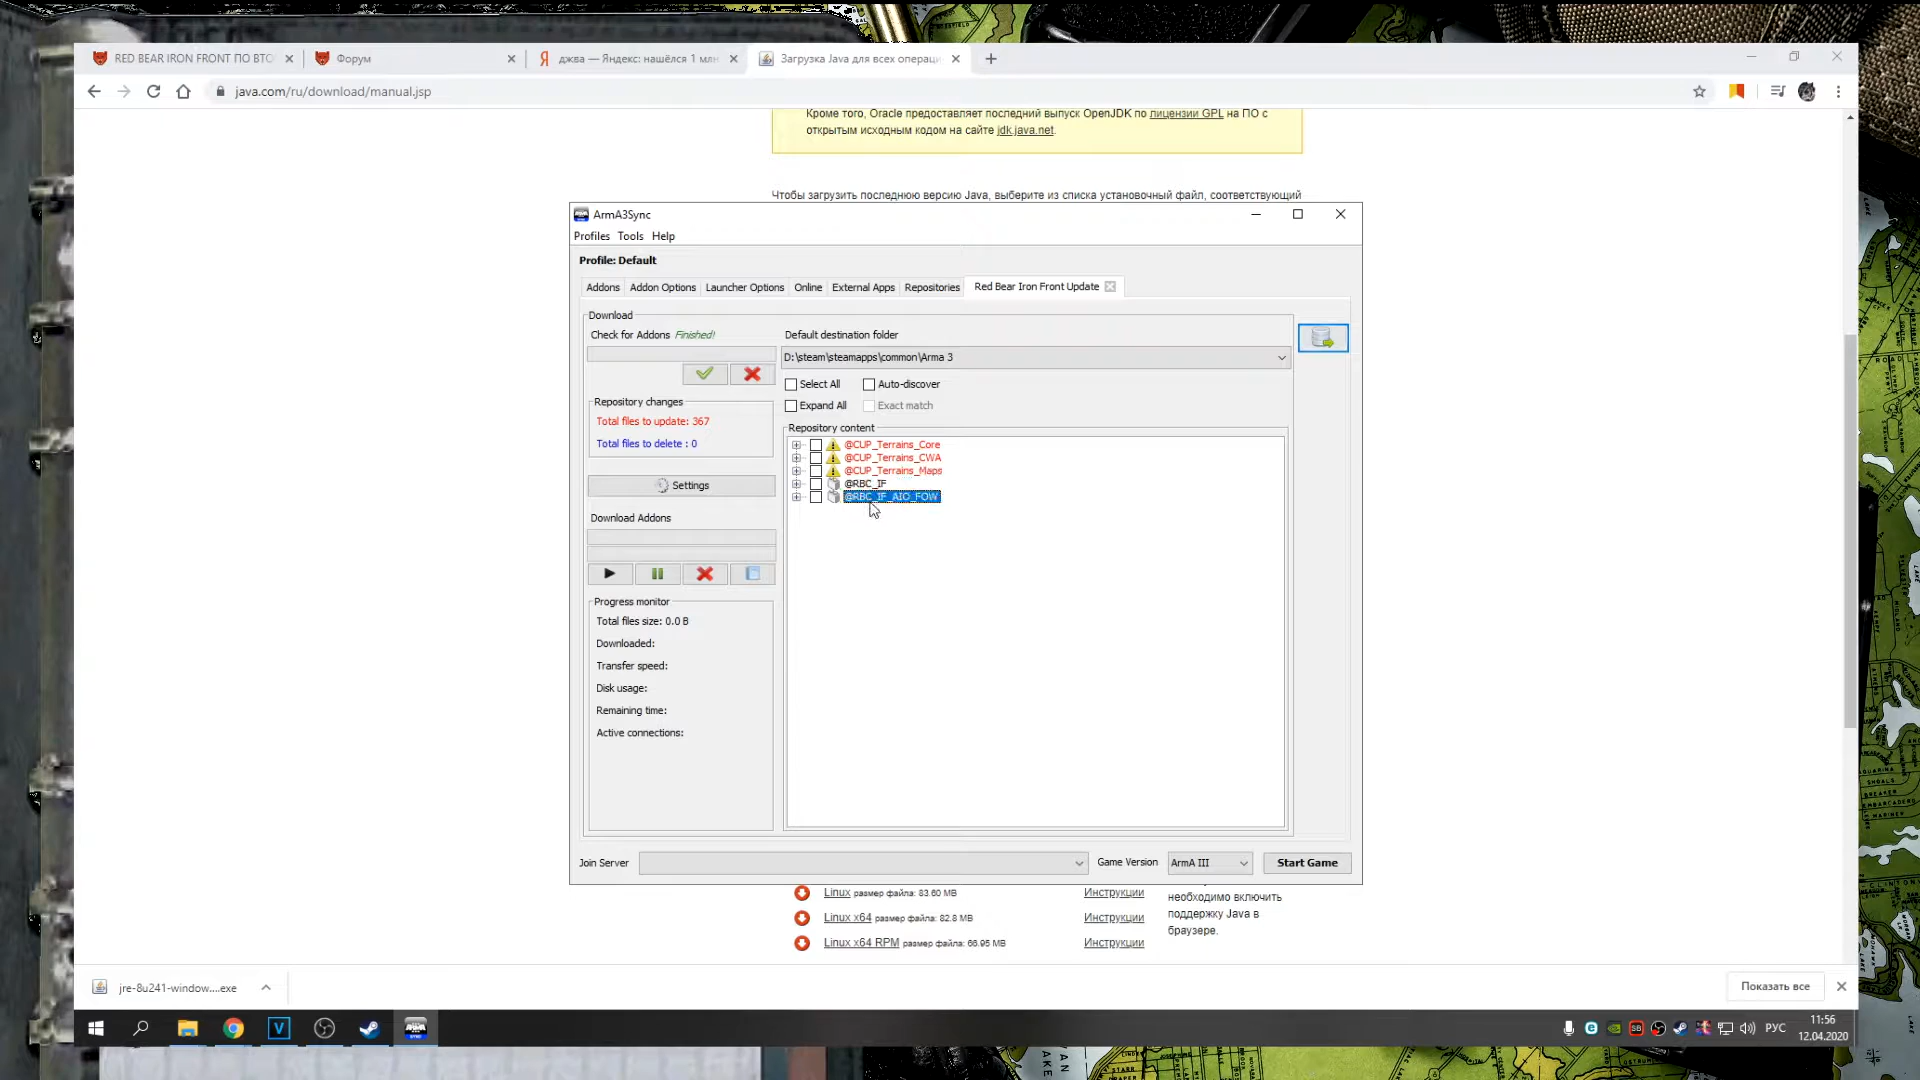 RED BEAR IRON FRONT ПО ВТО
Форум
джва — Яндекс: нашёлся 1 млн
Загрузка Java для всех операци
java.com/ru/download/manual.jsp
Кроме того, Oracle предоставляет последний выпуск OpenJDK по лицензии GPL на ПО с
открытым исходным кодом на сайте jdk.java.net.
Чтобы загрузить последнюю версию Java, выберите из списка установочный файл, соответствующий
ArmA3Sync
Profiles Tools Help
Profile: Default
Addons Addon Options Launcher Options Online External Apps Repositories Red Bear Iron Front Update
Download
Check for Addons Finished!
Default destination folder
D:\steam\steamapps\common\Arma 3
Select All Auto-discover
Expand All Exact match
Repository changes
Total files to update: 367
Total files to delete : 0
Repository content
@CUP_Terrains_Core
@CUP_Terrains_CWA
@CUP_Terrains_Maps
@RBC_IF
@RBC_IF_AIO_FOW
Settings
Download Addons
Progress monitor
Total files size: 0.0 B
Downloaded:
Transfer speed:
Disk usage:
Remaining time:
Active connections:
Join Server
Game Version ArmA III Start Game
Linux размер файла: 83.60 MB Инструкции
Linux x64 размер файла: 82.8 MB Инструкции
Linux x64 RPM размер файла: 66.95 MB Инструкции
необходимо включить
поддержку Java в
браузере.
jre-8u241-window....exe
Показать все
РУС
11:56
12.04.2020